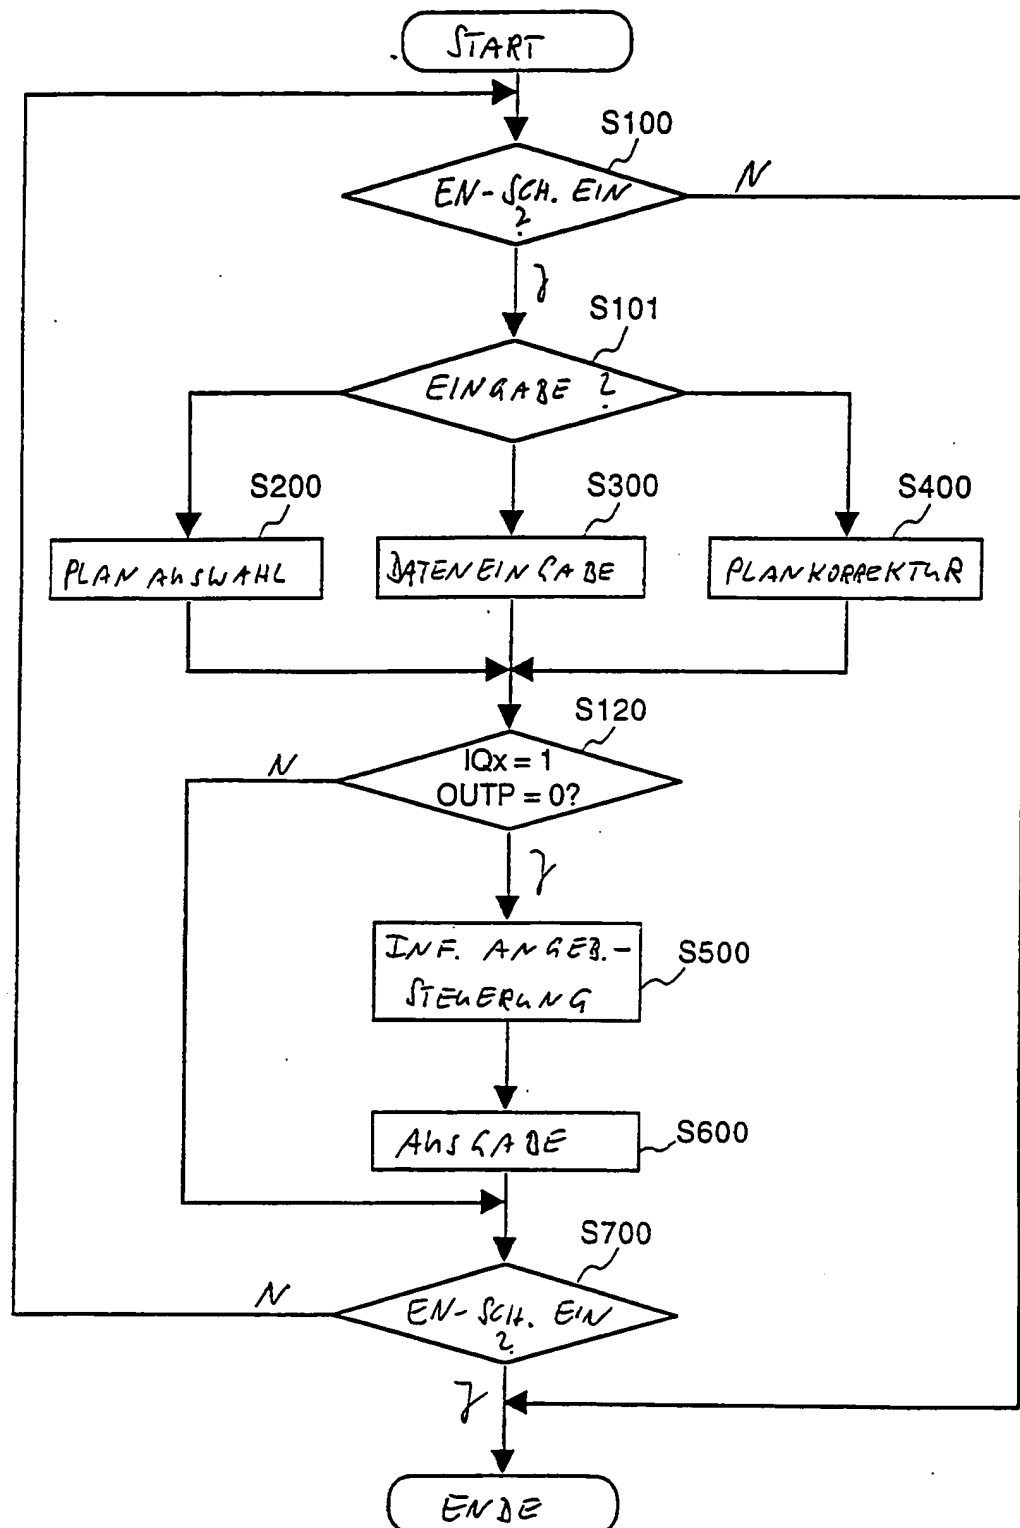 START
S100
EN-SCH. EIN
?
N
J
S101
EINGABE ?
S200
S300
S400
PLANAUSWAHL
DATENEINGABE
PLANKORREKTUR
S120
IQx = 1
OUTP = 0?
N
J
INF. ANGEB.-
STEUERUNG
S500
AUSGABE
S600
S700
EN-SCH. EIN
?
N
J
ENDE